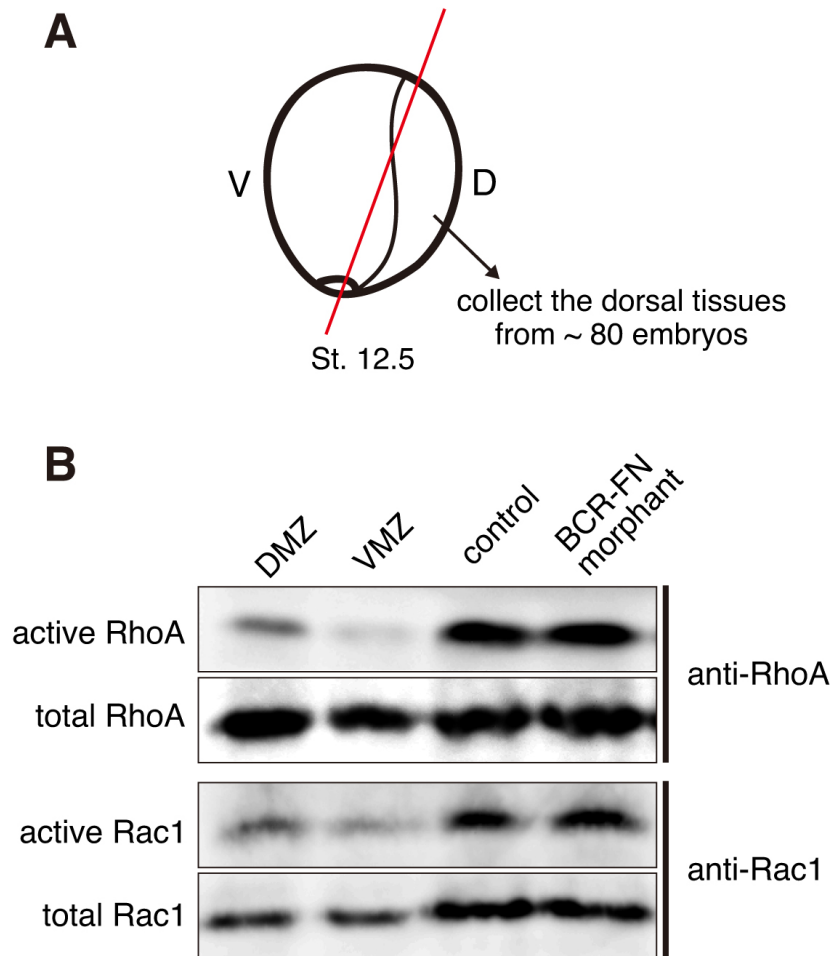 A
V
D
collect the dorsal tissues
from ~ 80 embryos
St. 12.5
B
DMZ
VMZ
control
BCR-FN
morphant
active RhoA
total RhoA
anti-RhoA
active Rac1
total Rac1
anti-Rac1